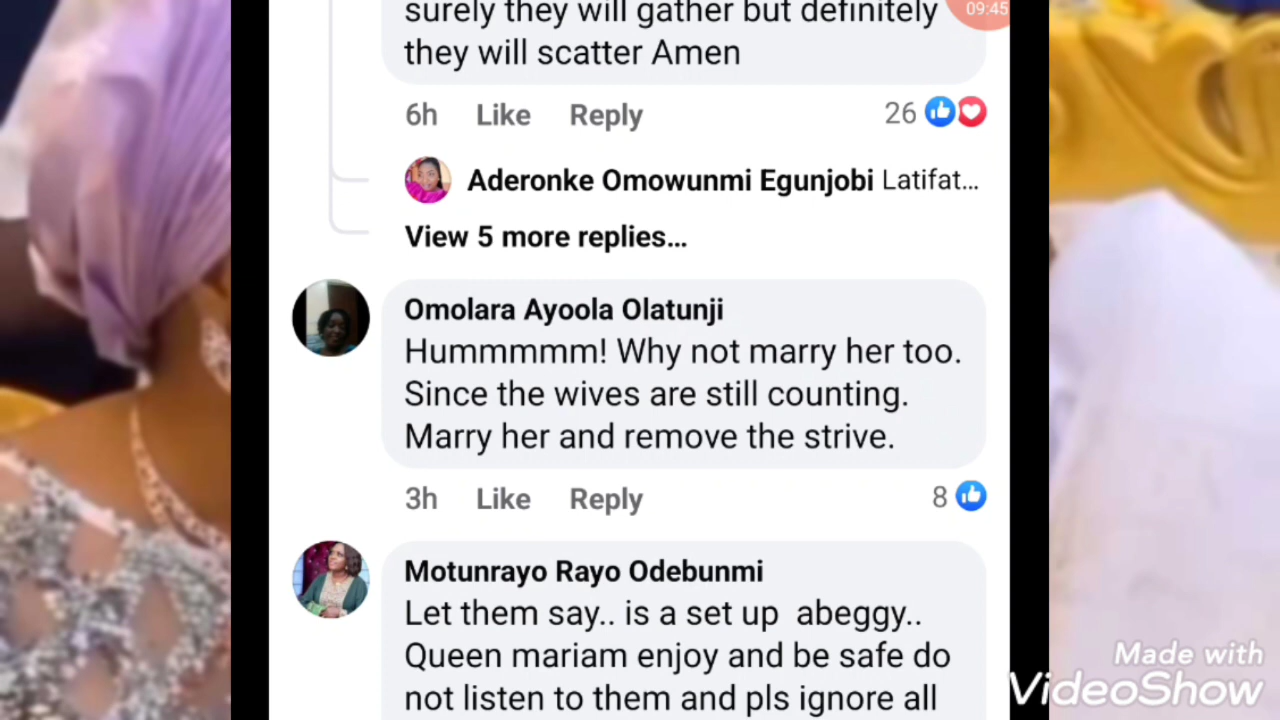 surely they will gather but definitely
09:45
they will scatter Amen
6h Like Reply 26
Aderonke Omowunmi Egunjobi Latifat...
View 5 more replies...
Omolara Ayoola Olatunji
Hummmmm! Why not marry her too.
Since the wives are still counting.
Marry her and remove the strive.
3h Like Reply 8
Motunrayo Rayo Odebunmi
Let them say.. is a set up abeggy..
Queen mariam enjoy and be safe do
not listen to them and pls ignore all
Made with
VideoShow